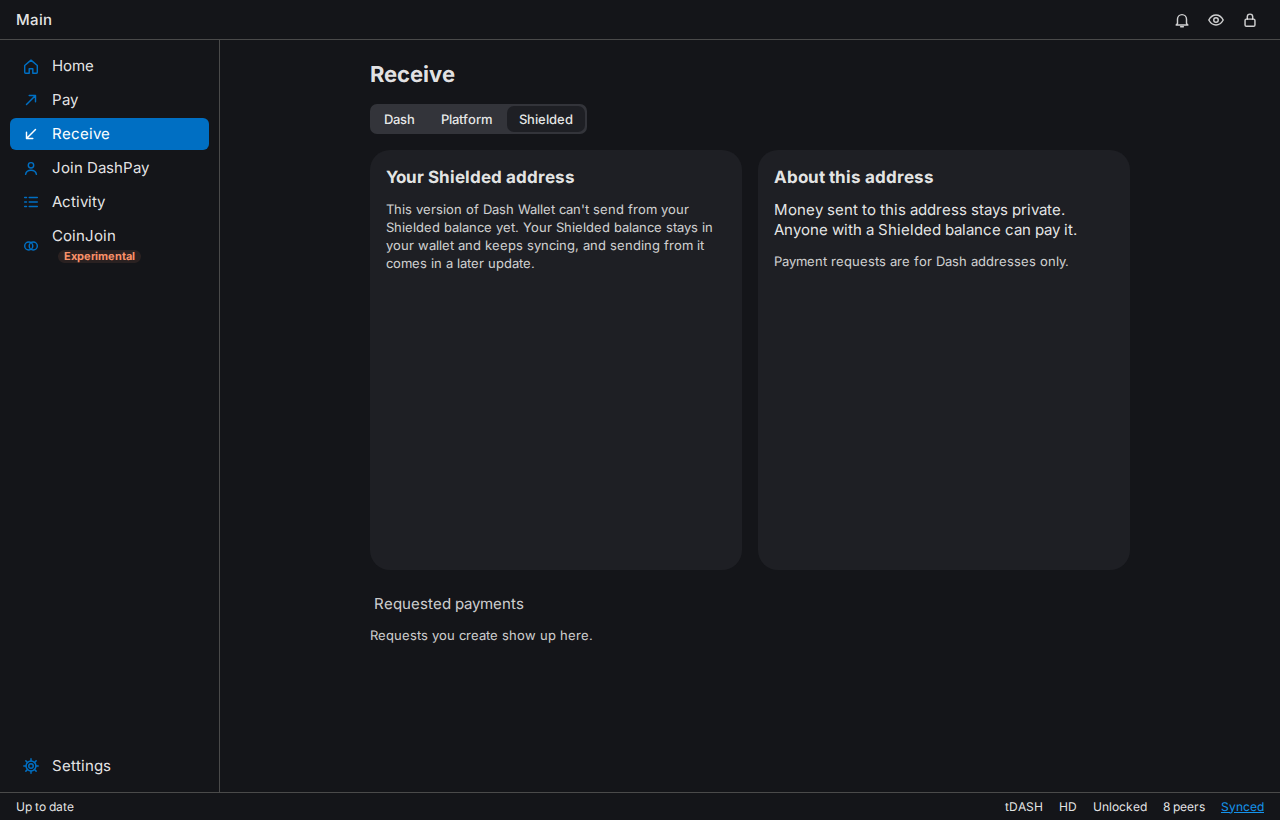 Main
Home
Pay
Receive
Join DashPay
Activity
CoinJoin
Experimental
Settings
Receive
Dash Platform Shielded
Your Shielded address
This version of Dash Wallet can't send from your
Shielded balance yet. Your Shielded balance stays in
your wallet and keeps syncing, and sending from it
comes in a later update.
About this address
Money sent to this address stays private.
Anyone with a Shielded balance can pay it.
Payment requests are for Dash addresses only.
Requested payments
Requests you create show up here.
Up to date
tDASH HD Unlocked 8 peers Synced